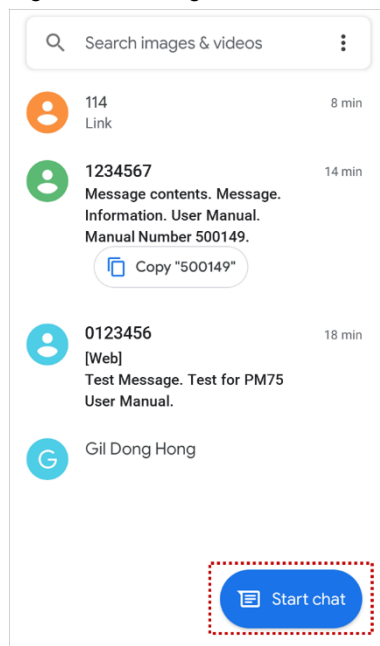 Search images & videos
114
8 min
Link
1234567
14 min
Message contents. Message.
Information. User Manual.
Manual Number 500149.
Copy "500149"
0123456
18 min
[Web]
Test Message. Test for PM75
User Manual.
G
Gil Dong Hong
Start chat